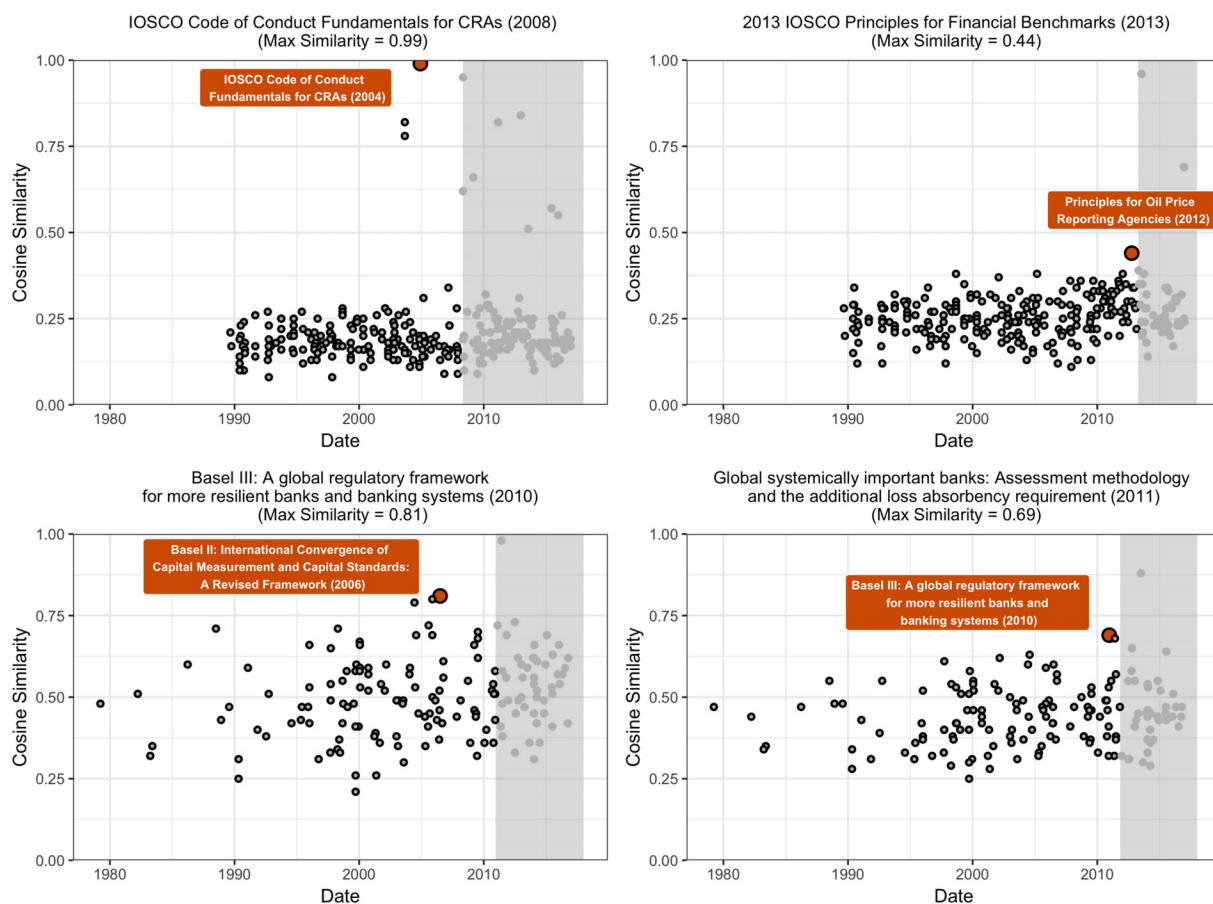 IOSCO Code of Conduct Fundamentals for CRAs (2008)
(Max Similarity = 0.99)
1.00
0.75
0.50
0.25
0.00
Cosine Similarity
IOSCO Code of Conduct
Fundamentals for CRAs (2004)
1980
1990
2000
2010
Date
2013 IOSCO Principles for Financial Benchmarks (2013)
(Max Similarity = 0.44)
1.00
0.75
0.50
0.25
0.00
Cosine Similarity
Principles for Oil Price
Reporting Agencies (2012)
1980
1990
2000
2010
Date
Basel III: A global regulatory framework
for more resilient banks and banking systems (2010)
(Max Similarity = 0.81)
1.00
0.75
0.50
0.25
0.00
Cosine Similarity
Basel II: International Convergence of
Capital Measurement and Capital Standards:
A Revised Framework (2006)
1980
1990
2000
2010
Date
Global systemically important banks: Assessment methodology
and the additional loss absorbency requirement (2011)
(Max Similarity = 0.69)
1.00
0.75
0.50
0.25
0.00
Cosine Similarity
Basel III: A global regulatory framework
for more resilient banks and
banking systems (2010)
1980
1990
2000
2010
Date